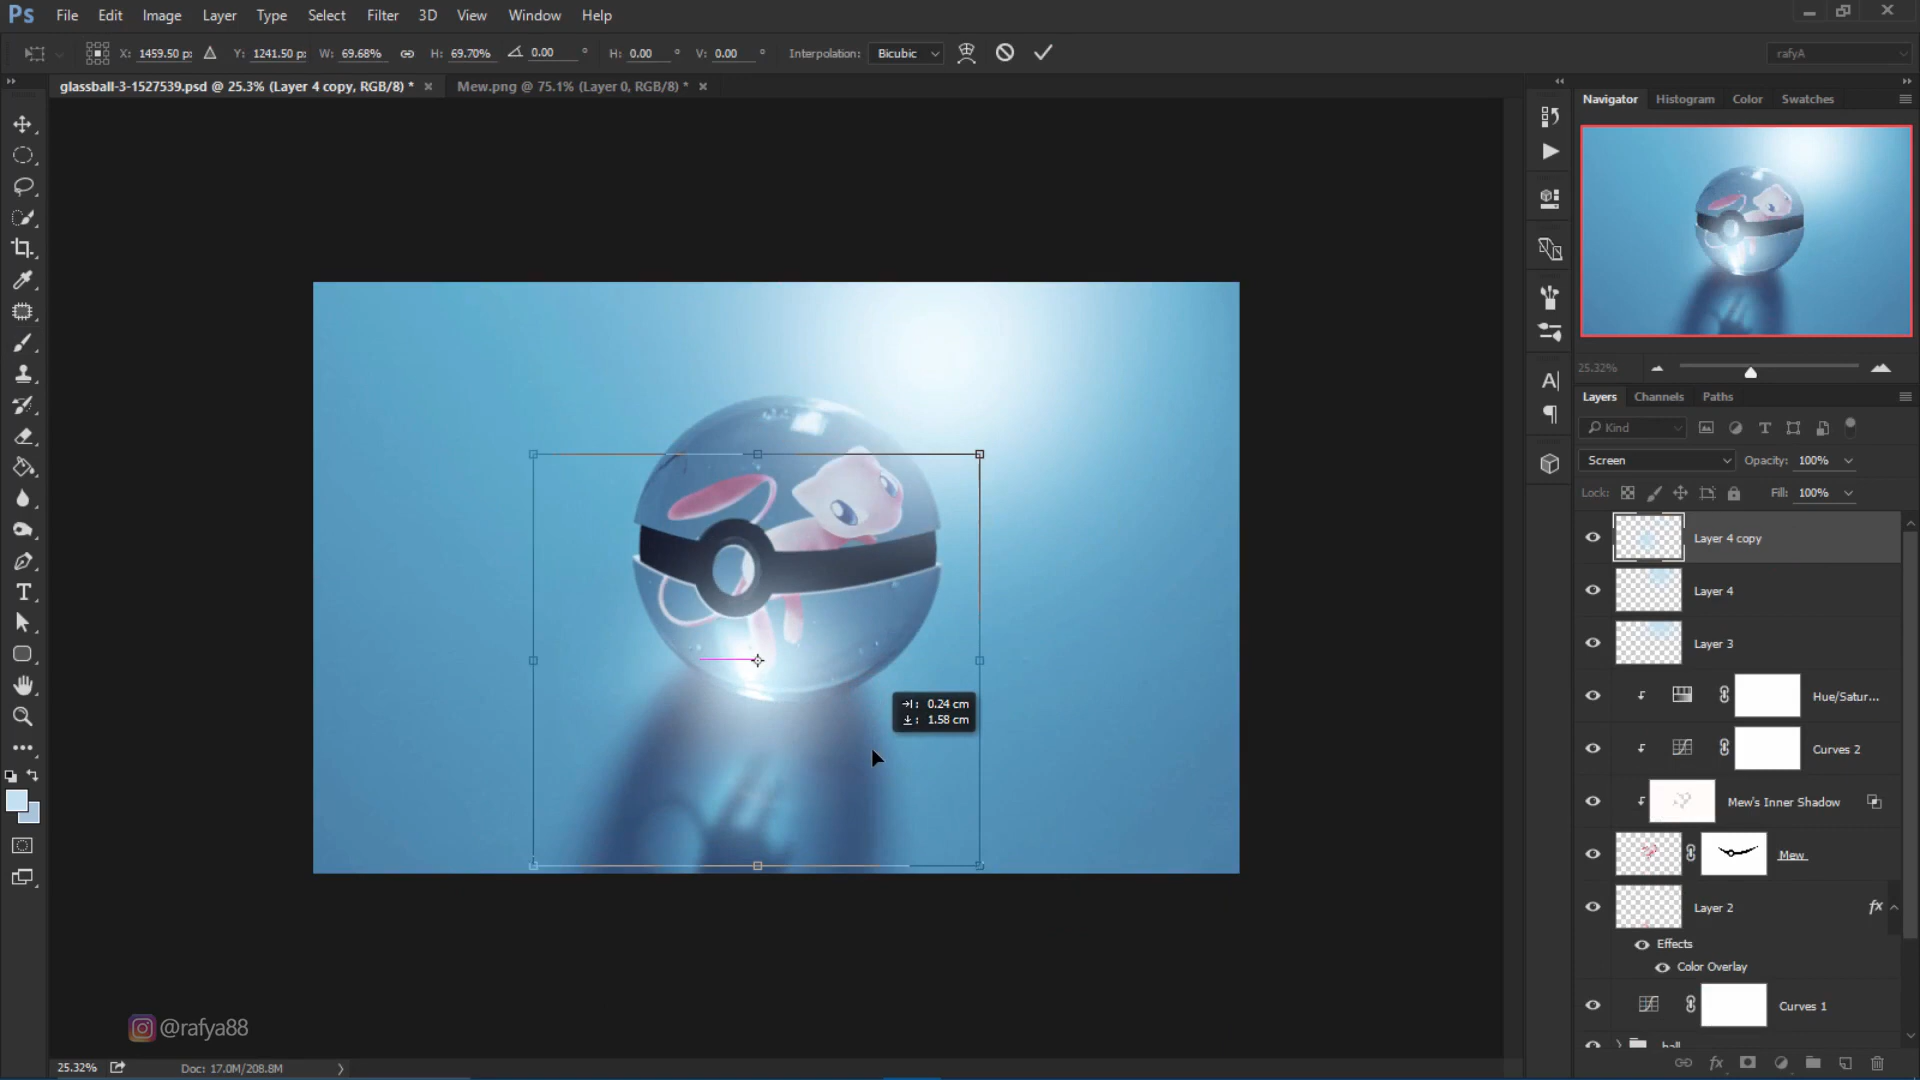 Ps File Edit Image Layer Type Select Filter 3D View Window Help
X: 1459.50 px Y: 1241.50 px W: 69.68% H: 69.70% 0.00 ° H: 0.00 ° V: 0.00 ° Interpolation: Bicubic rafyA
glassball-3-1527539.psd @ 25.3% (Layer 4 copy, RGB/8) * Mew.png @ 75.1% (Layer 0, RGB/8) *
Navigator Histogram Color Swatches
25.32%
Layers Channels Paths
Kind
Screen Opacity: 100%
Lock: Fill: 100%
Layer 4 copy
Layer 4
Layer 3
Hue/Satur...
Curves 2
Mew's Inner Shadow
Mew
Layer 2 fx
Effects
Color Overlay
Curves 1
ball
0.24 cm
1.58 cm
@rafya88
25.32% Doc: 17.0M/208.8M